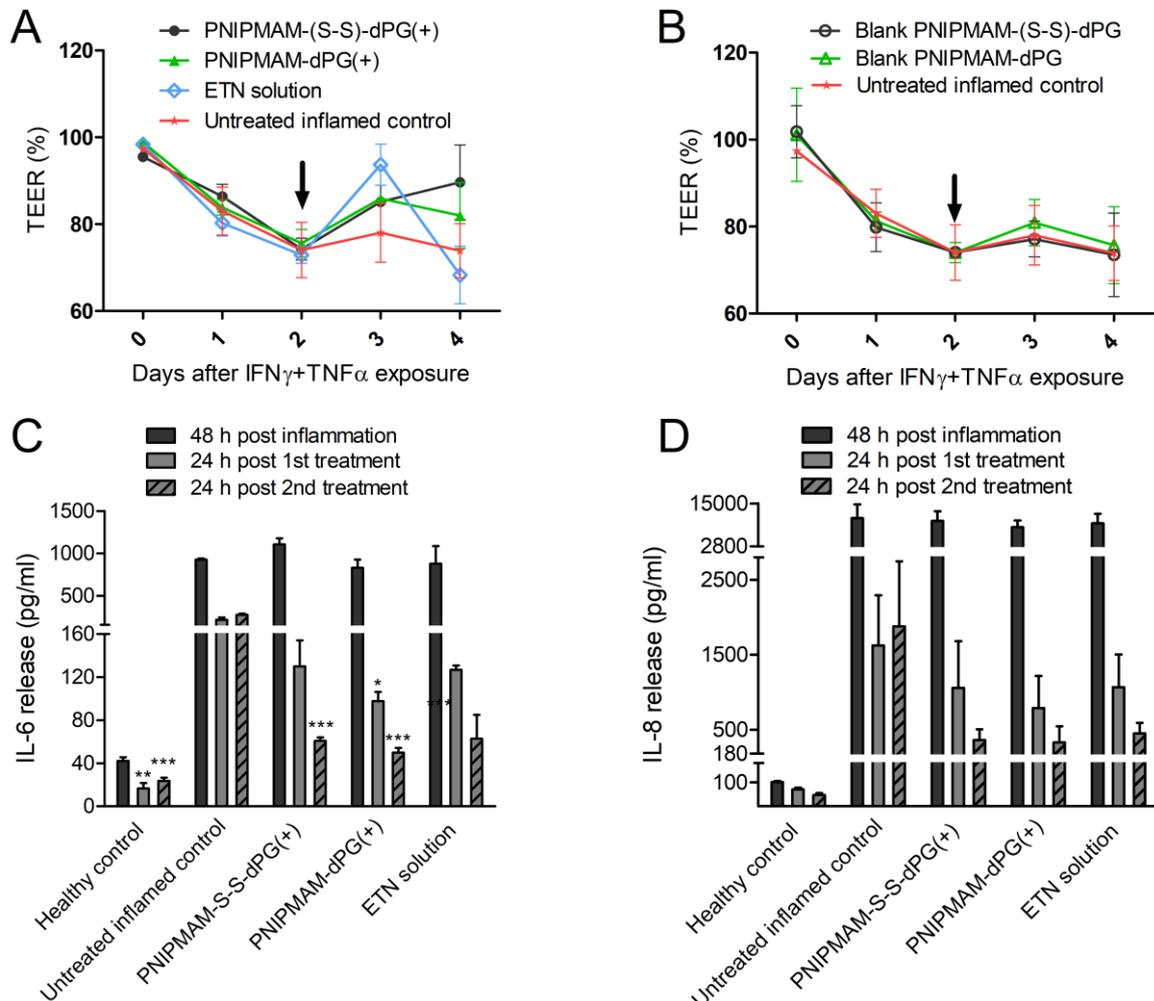 A
PNIPMAM-(S-S)-dPG(+)
PNIPMAM-dPG(+)
ETN solution
Untreated inflamed control
120
100
80
60
TEER (%)
0 1 2 3 4
Days after IFNγ+TNFα exposure
B
Blank PNIPMAM-(S-S)-dPG
Blank PNIPMAM-dPG
Untreated inflamed control
120
100
80
60
TEER (%)
0 1 2 3 4
Days after IFNγ+TNFα exposure
C
48 h post inflammation
24 h post 1st treatment
24 h post 2nd treatment
1500
1000
500
160
120
80
40
0
IL-6 release (pg/ml)
** *** *** * *** ***
Healthy control
Untreated inflamed control
PNIPMAM-S-S-dPG(+)
PNIPMAM-dPG(+)
ETN solution
D
48 h post inflammation
24 h post 1st treatment
24 h post 2nd treatment
15000
2800
2500
1500
500
180
100
IL-8 release (pg/ml)
Healthy control
Untreated inflamed control
PNIPMAM-S-S-dPG(+)
PNIPMAM-dPG(+)
ETN solution